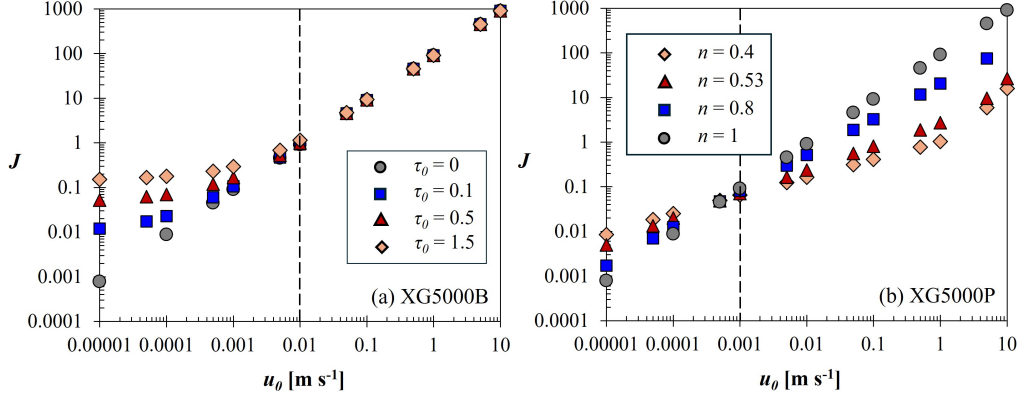 1000
100
10
1
0.1
0.01
0.001
0.0001
J
τ0 = 0
τ0 = 0.1
τ0 = 0.5
τ0 = 1.5
(a) XG5000B
0.00001 0.0001 0.001 0.01 0.1 1 10
u0 [m s-1]
1000
100
10
1
0.1
0.01
0.001
0.0001
J
n = 0.4
n = 0.53
n = 0.8
n = 1
(b) XG5000P
0.00001 0.0001 0.001 0.01 0.1 1 10
u0 [m s-1]